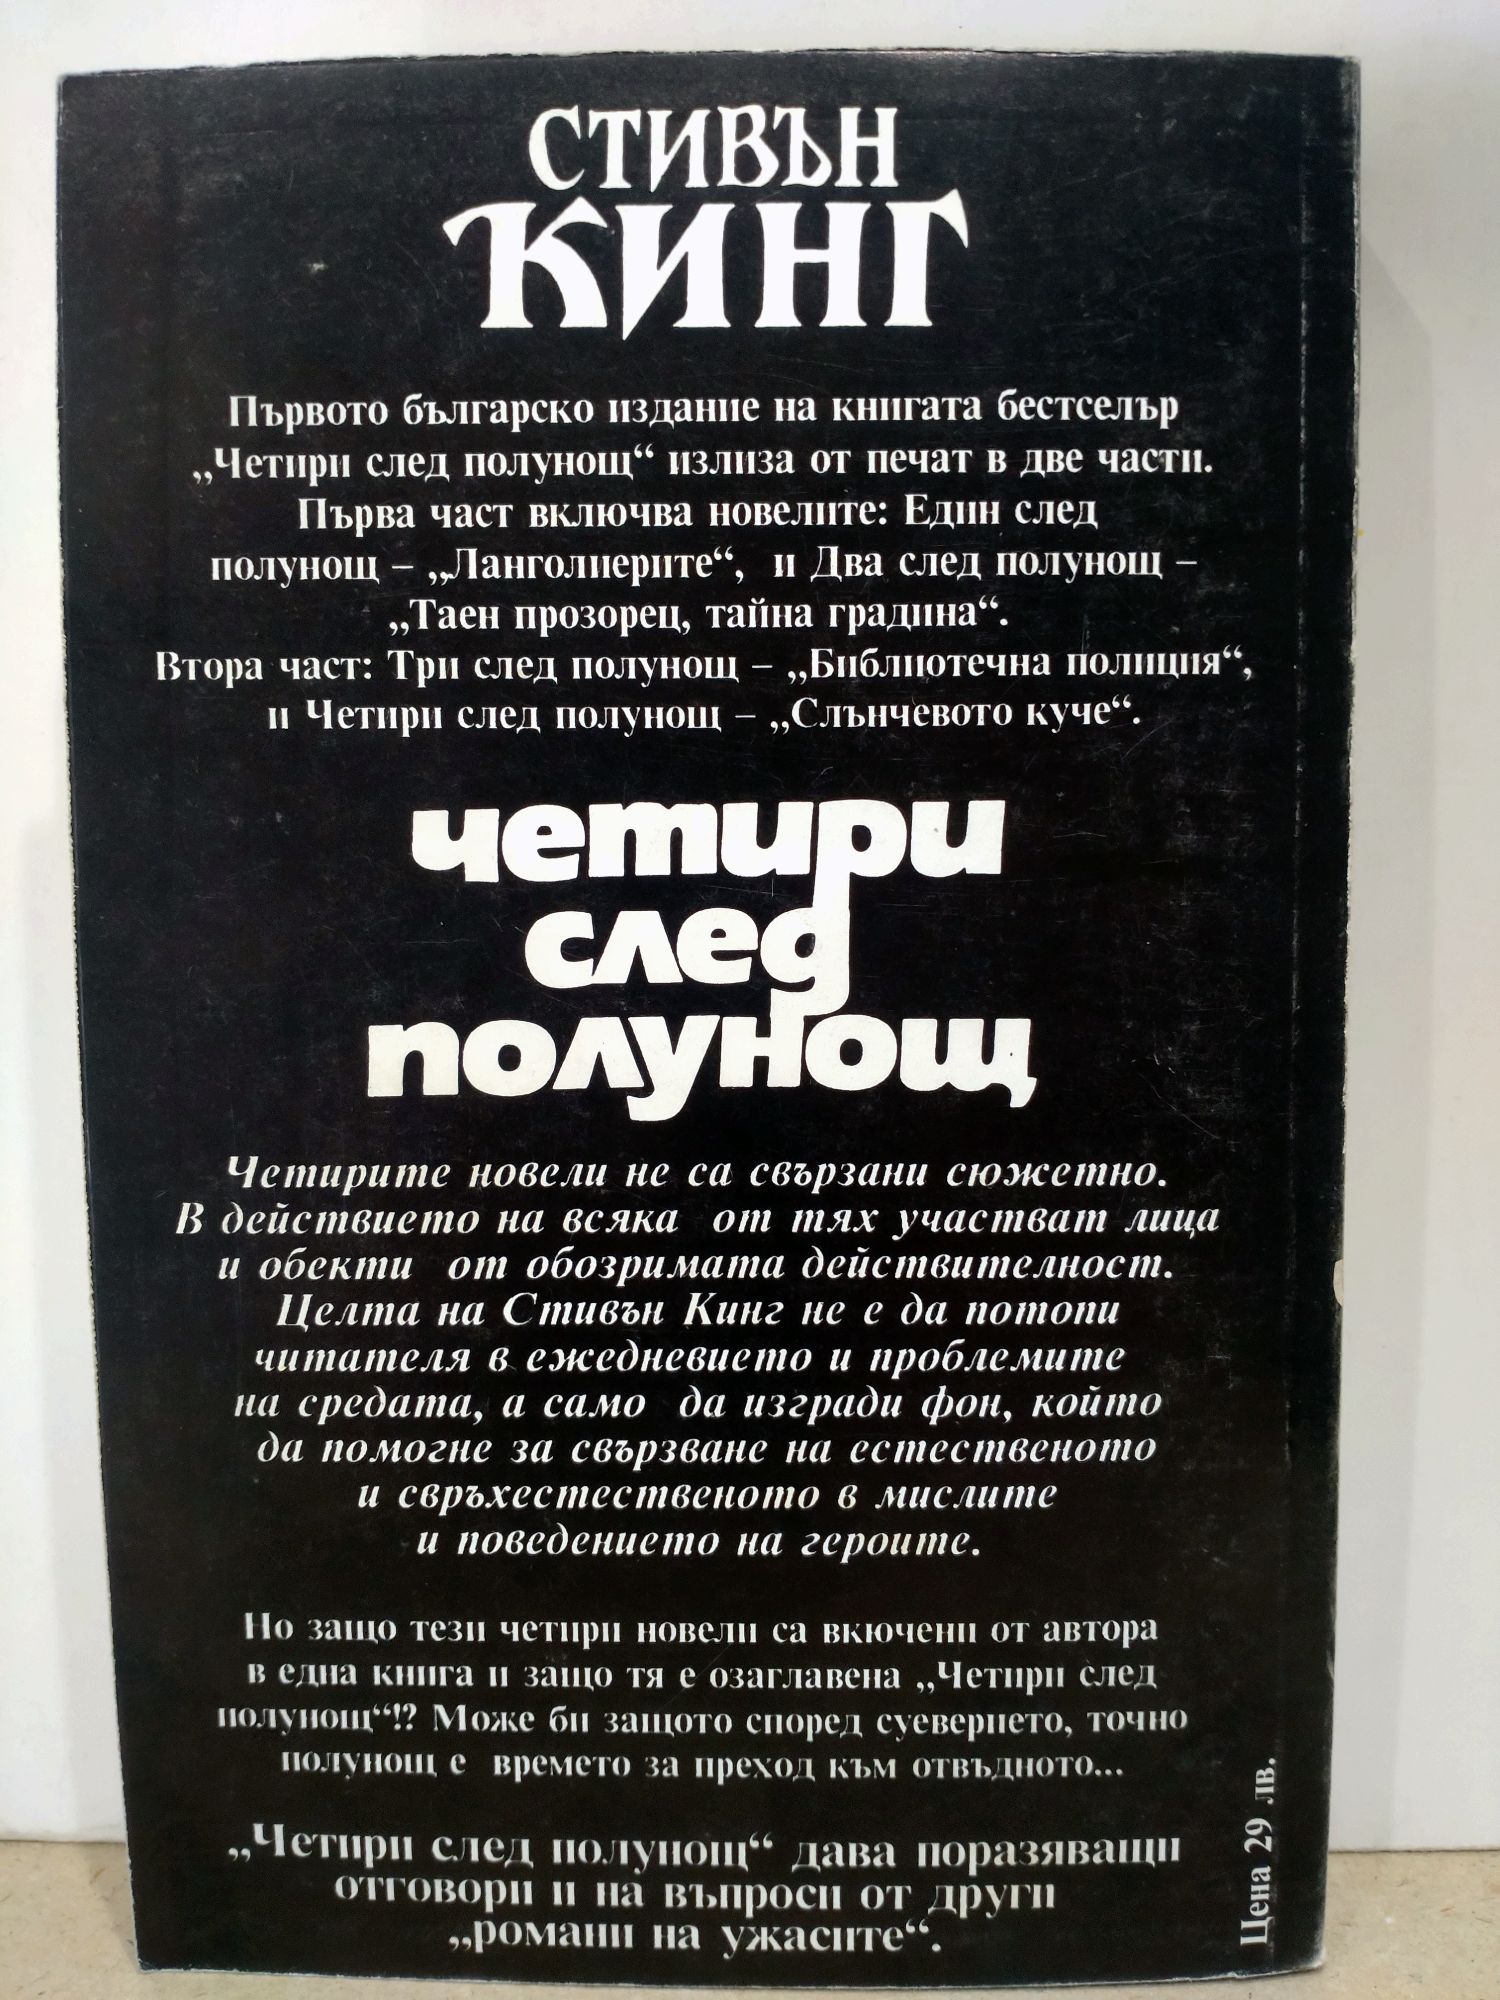 СТИВЪН
КИНГ
Първото българско издание на книгата бестселър
„Четири след полунощ“ излиза от печат в две части.
Първа част включва новелите: Един след
полунощ – „Ланголиерите“, и Два след полунощ –
„Таен прозорец, тайна градина“.
Втора част: Три след полунощ – „Библиотечна полиция“,
и Четири след полунощ – „Слънчевото куче“.
четири
след
полунощ
Четирите новели не са свързани сюжетно.
В действието на всяка от тях участват лица
и обекти от обозримата действителност.
Целта на Стивън Кинг не е да потопи
читателя в ежедневието и проблемите
на средата, а само да изгради фон, който
да помогне за свързване на естественото
и свръхестественото в мислите
и поведението на героите.
Но защо тези четири новели са вкючени от автора
в една книга и защо тя е озаглавена „Четири след
полунощ“!? Може би защото според суеверието, точно
полунощ е времето за преход към отвъдното...
„Четири след полунощ“ дава поразяващи
отговори и на въпроси от други
„романи на ужасите“.
Цена 29 лв.